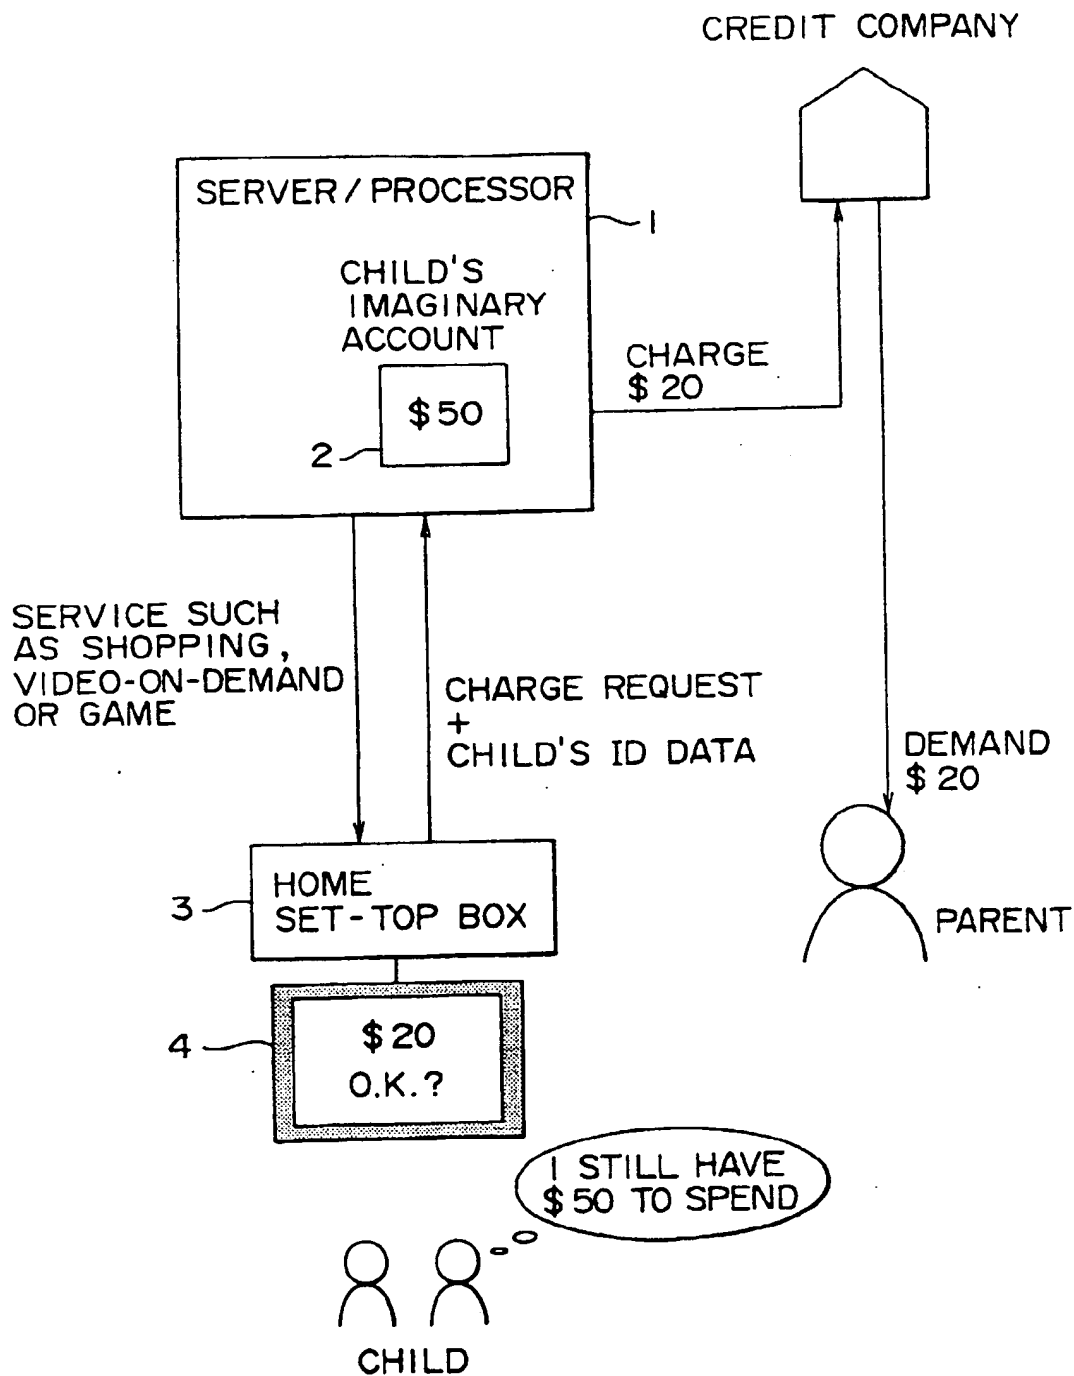 CREDIT COMPANY
SERVER/PROCESSOR
1
CHILD'S
IMAGINARY
ACCOUNT
$50
2
CHARGE
$20
SERVICE SUCH
AS SHOPPING,
VIDEO-ON-DEMAND
OR GAME
CHARGE REQUEST
+
CHILD'S ID DATA
DEMAND
$20
PARENT
HOME
SET-TOP BOX
3
$20
O.K.?
4
I STILL HAVE
$50 TO SPEND
CHILD